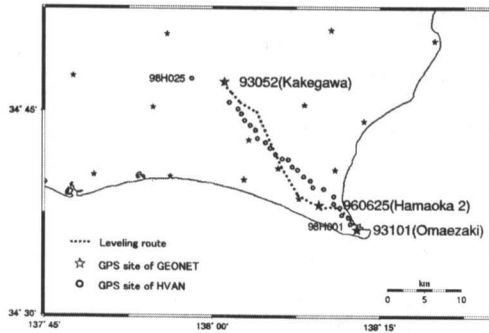 98H025
93052(Kakegawa)
34° 45'
960625(Hamaoka 2)
98H001
93101(Omaezaki)
Leveling route
GPS site of GEONET
GPS site of HVAN
km
0 5 10
34° 30'
137° 45' 138° 00' 138° 15'